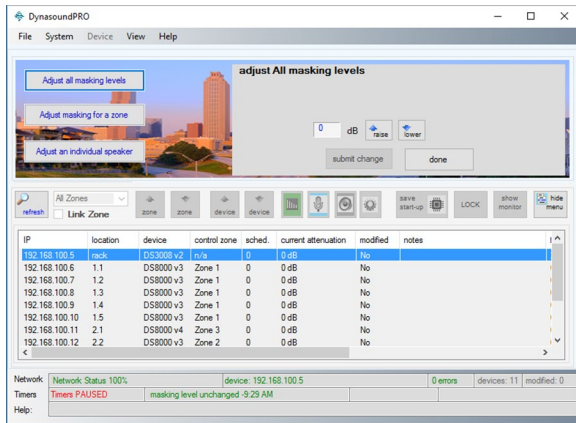 DynasoundPRO
File System Device View Help
adjust All masking levels
Adjust all masking levels
Adjust masking for a zone
Adjust an individual speaker
0 dB raise lower
submit change done
refresh
All Zones
Link Zone
zone zone device device
save start-up
LOCK
show monitor
hide menu
IP location device control zone sched. current attenuation modified notes
192.168.100.5 rack DS3008 v2 n/a 0 0 dB No
192.168.100.6 1.1 DS8000 v3 Zone 1 0 0 dB No
192.168.100.7 1.2 DS8000 v3 Zone 1 0 0 dB No
192.168.100.8 1.3 DS8000 v3 Zone 1 0 0 dB No
192.168.100.9 1.4 DS8000 v3 Zone 1 0 0 dB No
192.168.100.10 1.5 DS8000 v3 Zone 1 0 0 dB No
192.168.100.11 2.1 DS8000 v4 Zone 3 0 0 dB No
192.168.100.12 2.2 DS8000 v3 Zone 2 0 0 dB No
Network Network Status 100% device: 192.168.100.5 0 errors devices: 11 modified: 0
Timers Timers PAUSED masking level unchanged -9:29 AM
Help: